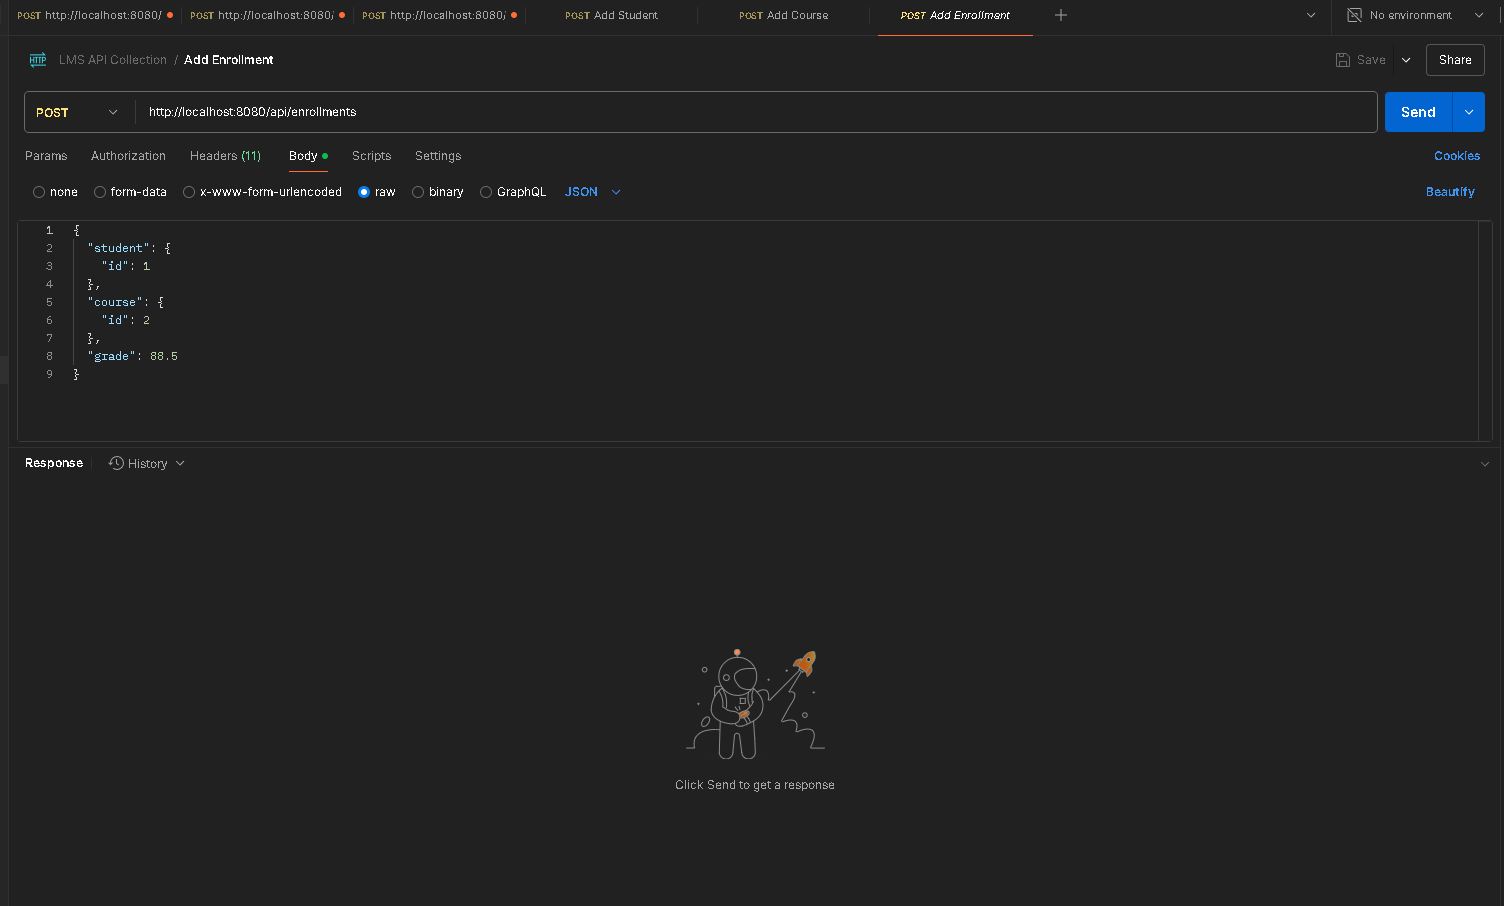 POST http://localhost:8080/ POST http://localhost:8080/ POST http://localhost:8080/ POST Add Student POST Add Course POST Add Enrollment No environment
HTTP LMS API Collection / Add Enrollment Save Share
POST http://localhost:8080/api/enrollments Send
Params Authorization Headers (11) Body Scripts Settings Cookies
none form-data x-www-form-urlencoded raw binary GraphQL JSON Beautify
1 {
2 "student": {
3 "id": 1
4 },
5 "course": {
6 "id": 2
7 },
8 "grade": 88.5
9 }
Response History
Click Send to get a response